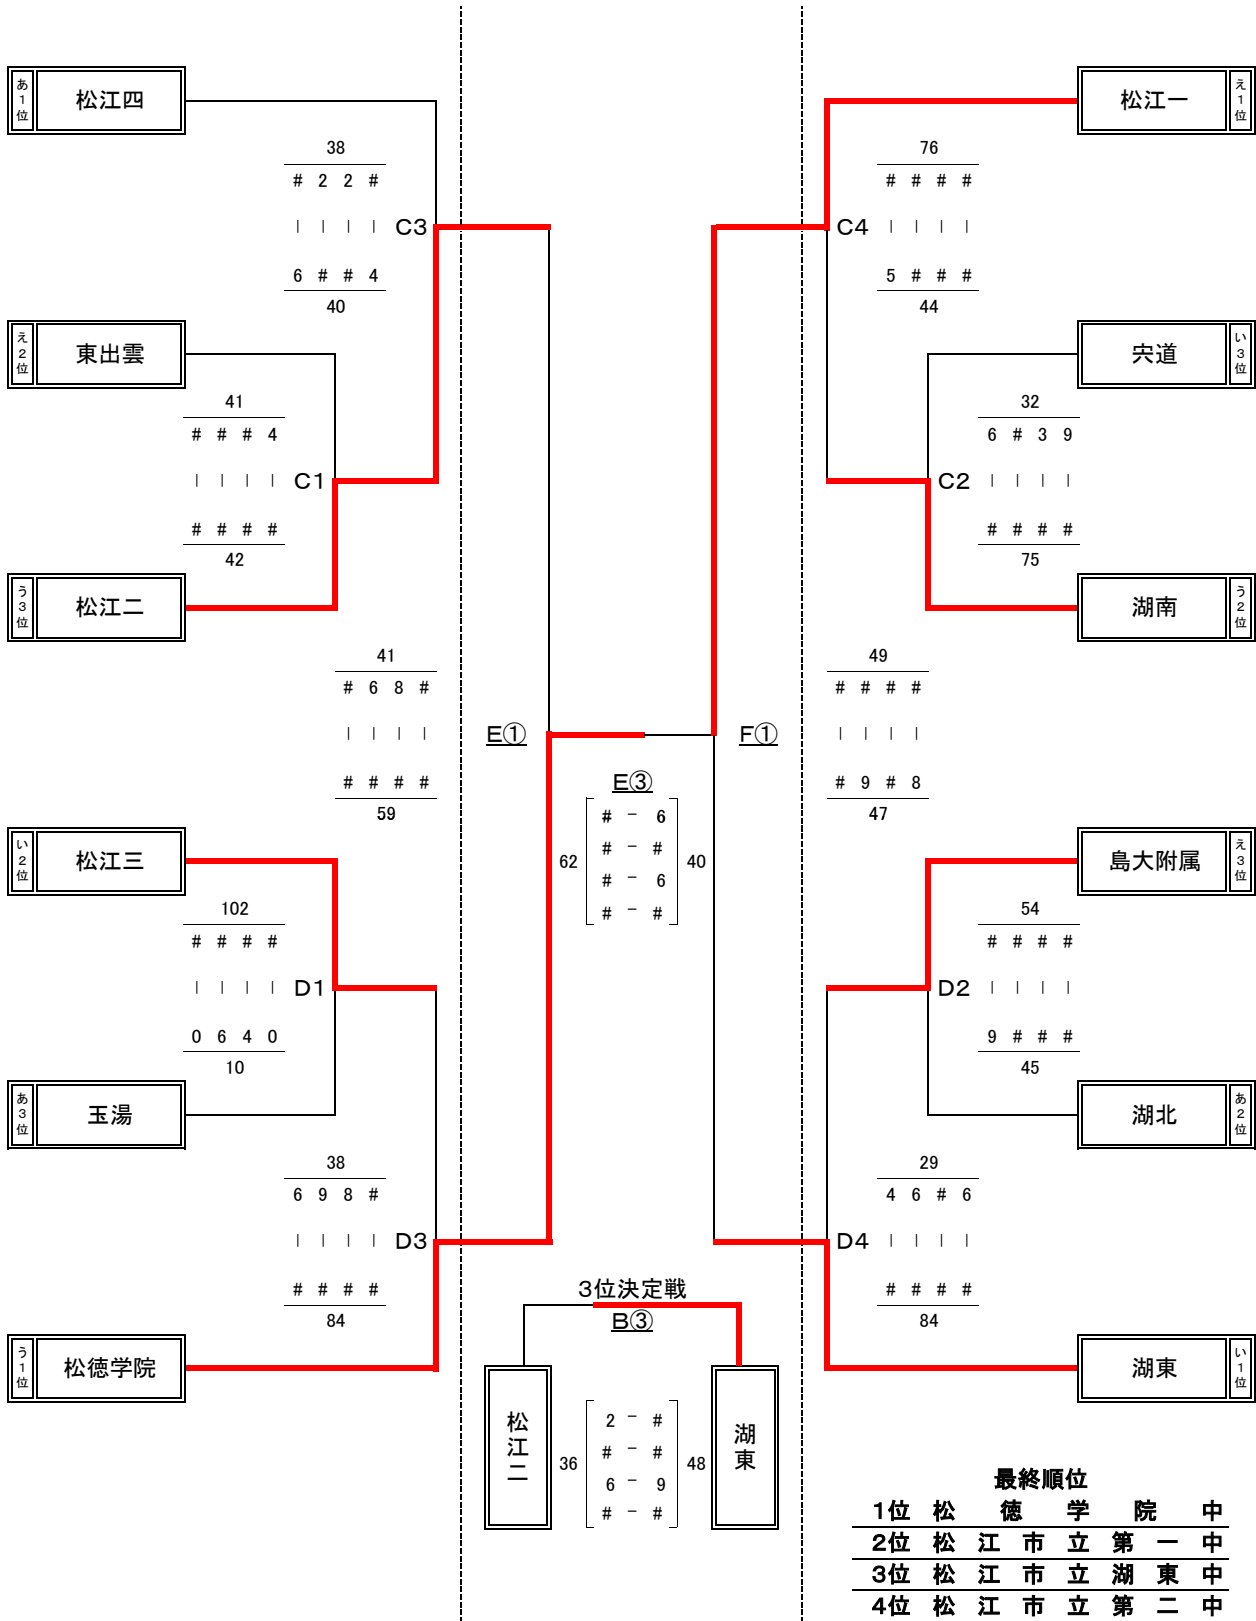 あ1位 松江四
松江一 え1位
38
# 2 2 #
| | | | C3
6 # # 4
40
76
# # # #
C4 | | | |
5 # # #
44
え2位 東出雲
宍道 い3位
41
# # # 4
| | | | C1
# # # #
42
32
6 # 3 9
C2 | | | |
# # # #
75
う3位 松江二
湖南 う2位
41
# 6 8 #
| | | | E①
# # # #
59
49
# # # #
F① | | | |
# 9 # 8
47
E③
# - 6
# - #
62 40
# - 6
# - #
い2位 松江三
島大附属 え3位
102
# # # #
| | | | D1
0 6 4 0
10
54
# # # #
D2 | | | |
9 # # #
45
あ3位 玉湯
湖北 あ2位
38
6 9 8 #
| | | | D3
# # # #
84
29
4 6 # 6
D4 | | | |
# # # #
84
う1位 松徳学院
湖東 い1位
3位決定戦
B③
松江二
湖東
2 - #
# - #
36 48
6 - 9
# - #
最終順位
1位 松徳学院中
2位 松江市立第一中
3位 松江市立湖東中
4位 松江市立第二中